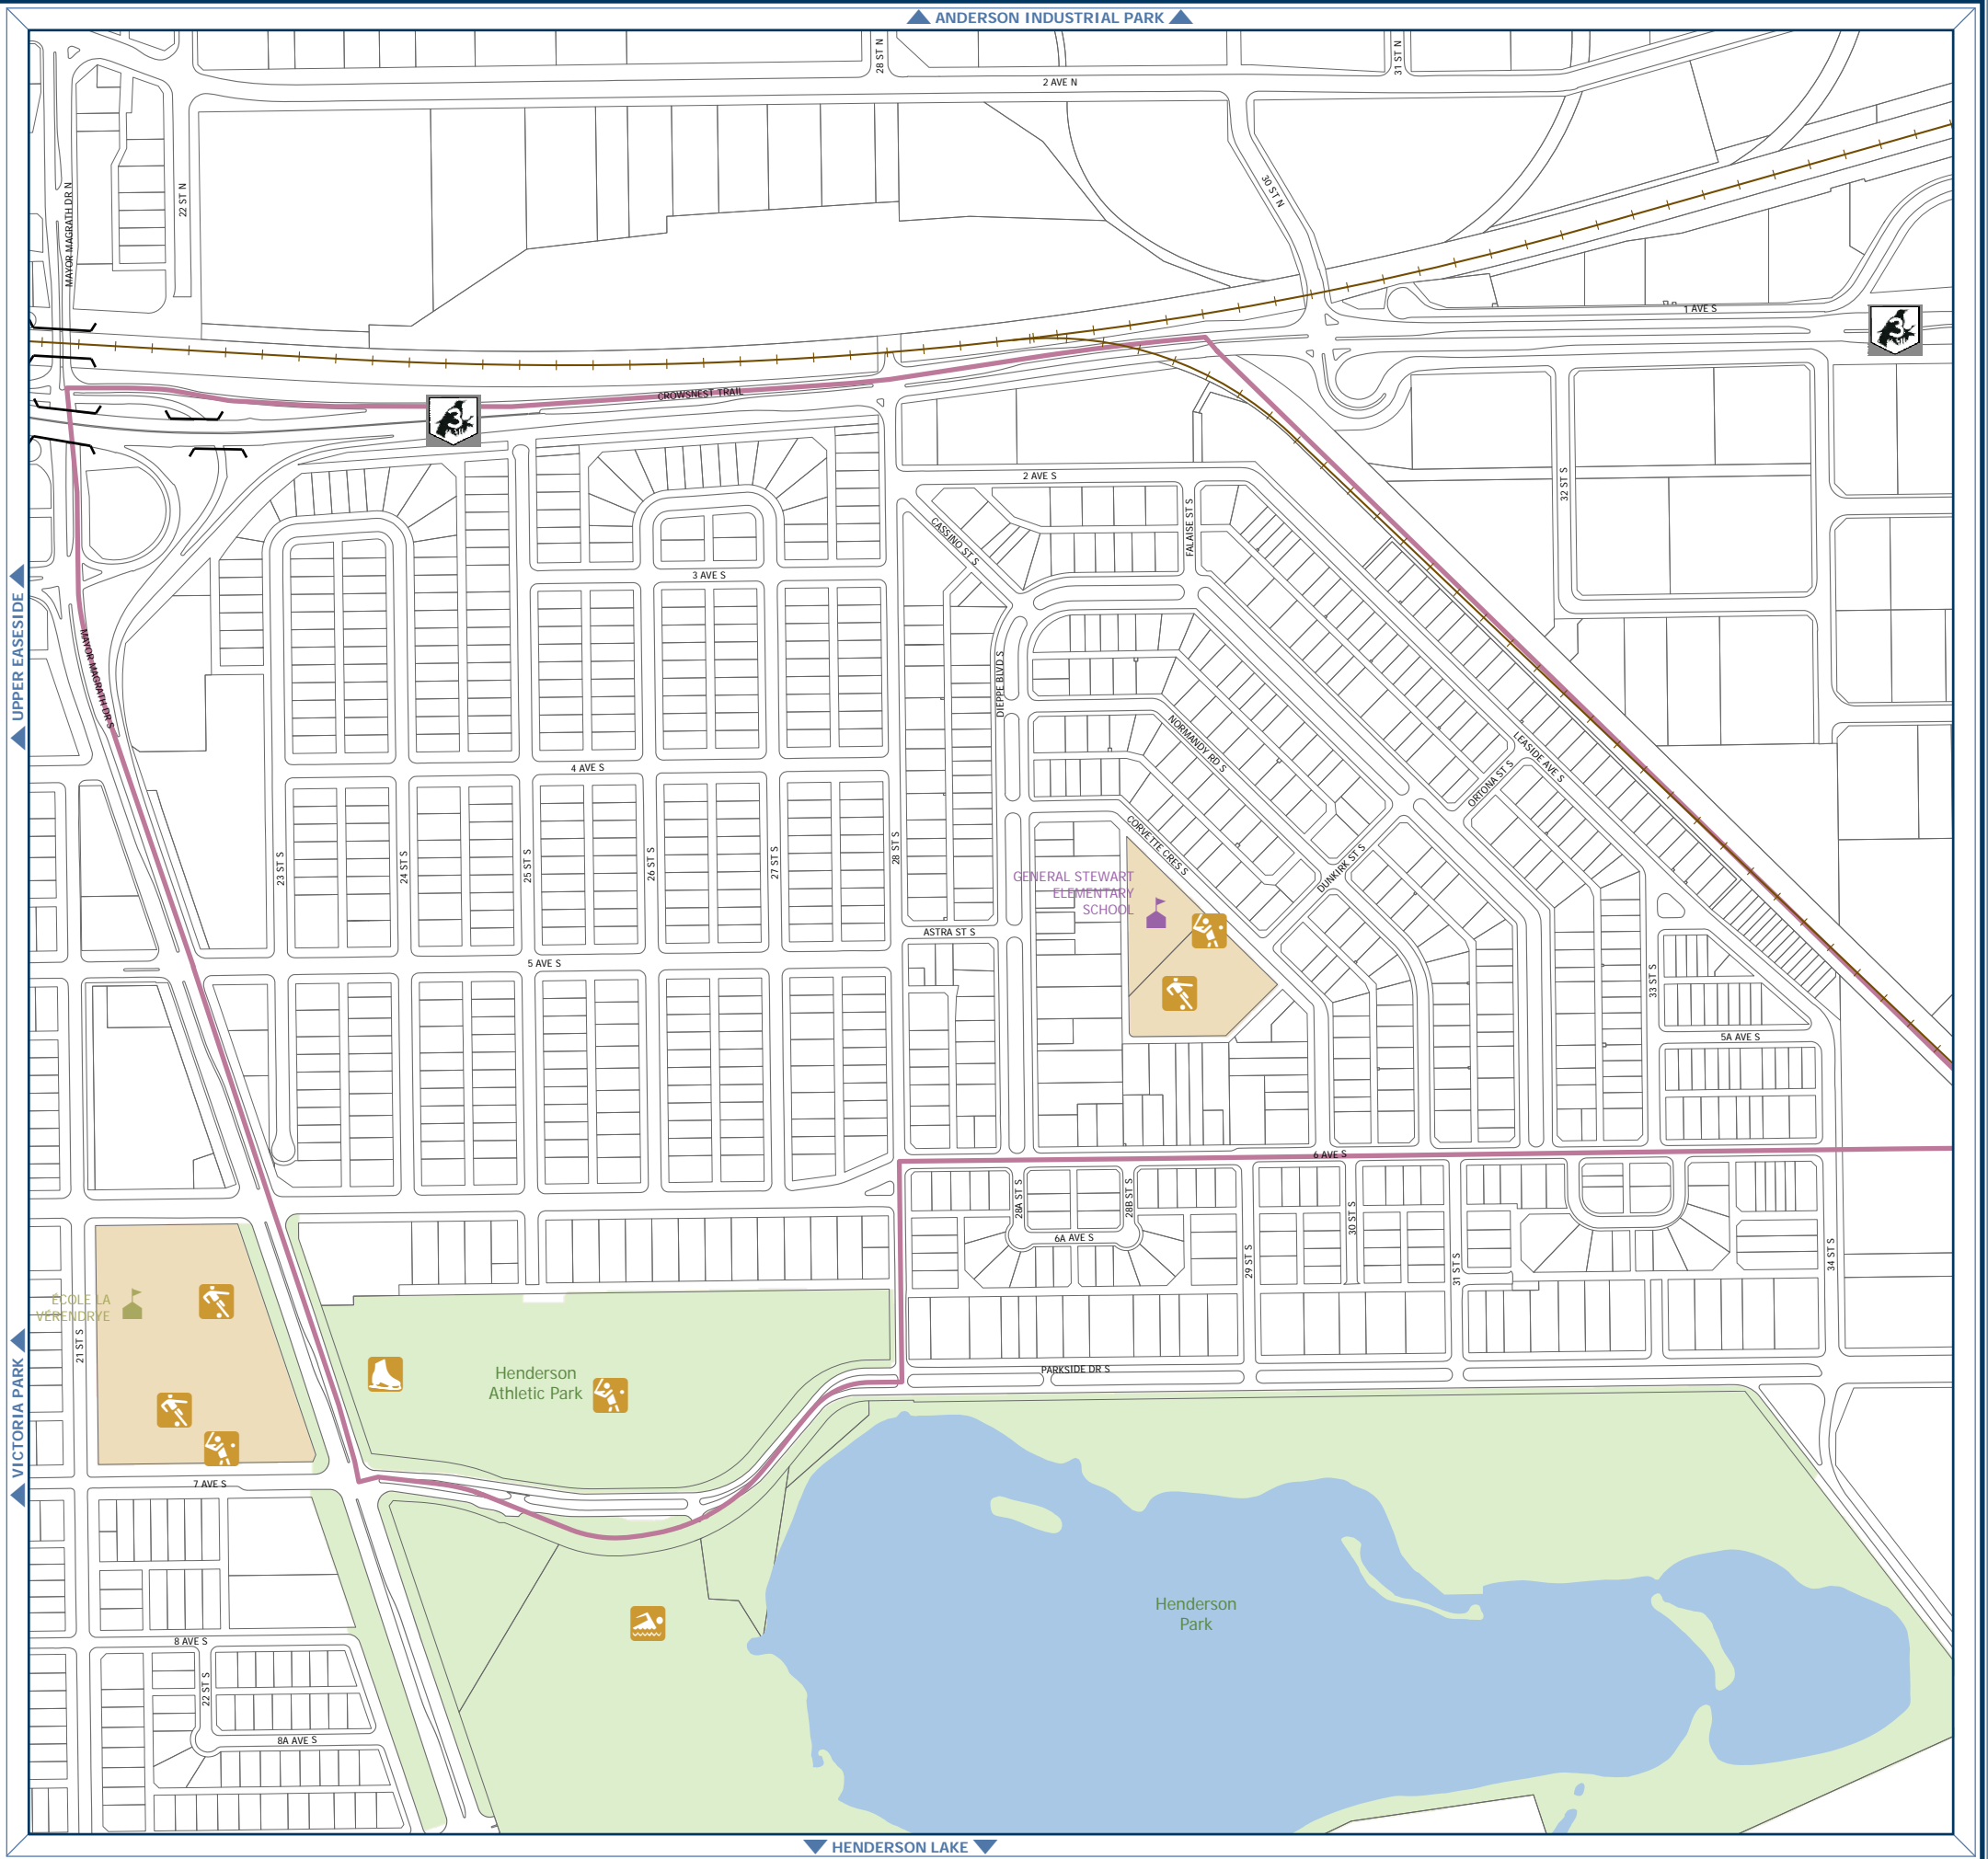 ANDERSON INDUSTRIAL PARK
28 ST N
31 ST N
2 AVE N
MAYOR MAGRATH DR N
22 ST N
30 ST N
1 AVE S
3
CROWSNEST TRAIL
3
2 AVE S
32 ST S
FALAISE ST S
CASSINO ST S
3 AVE S
UPPER EASESIDE
MAYOR MAGRATH DR S
DIEPPE BLVD S
NORMANDY RD S
LEASIDE AVE S
4 AVE S
ORTONA ST S
23 ST S
24 ST S
25 ST S
26 ST S
27 ST S
28 ST S
CORVETTE CRES S
DUNKIRK ST S
GENERAL STEWART
ELEMENTARY
SCHOOL
ASTRA ST S
5 AVE S
33 ST S
5A AVE S
6 AVE S
28A ST S
28B ST S
6A AVE S
29 ST S
30 ST S
31 ST S
34 ST S
ÉCOLE LA
VÉRENDRYE
21 ST S
VICTORIA PARK
Henderson
Athletic Park
PARKSIDE DR S
7 AVE S
Henderson
Park
8 AVE S
22 ST S
8A AVE S
HENDERSON LAKE